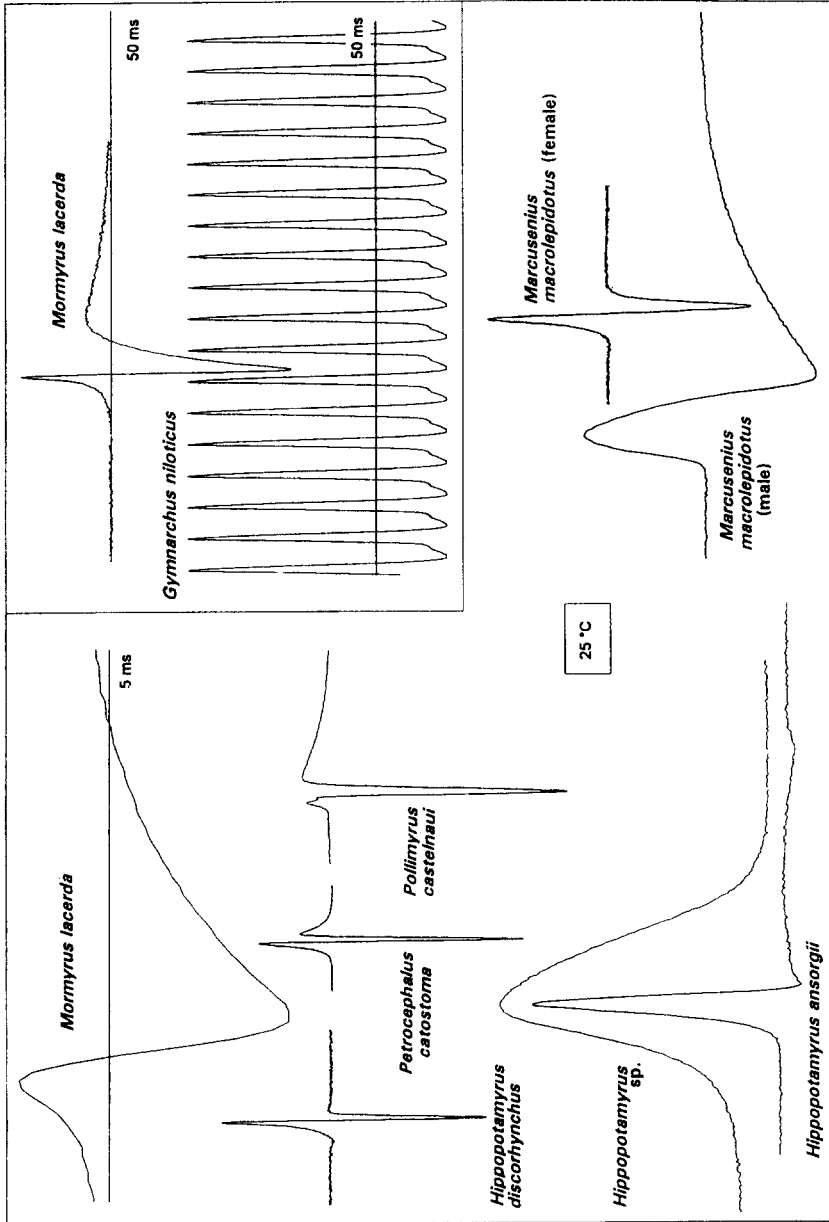 Mormyrus lacerda
5 ms
Petrocephalus
catostoma
Pollimyrus
castelnaui
Hippopotamyrus
discorhynchus
Hippopotamyrus
sp.
Hippopotamyrus ansorgii
25 °C
Mormyrus lacerda
50 ms
Gymnarchus niloticus
50 ms
Marcusenius
macrolepidotus (female)
Marcusenius
macrolepidotus
(male)